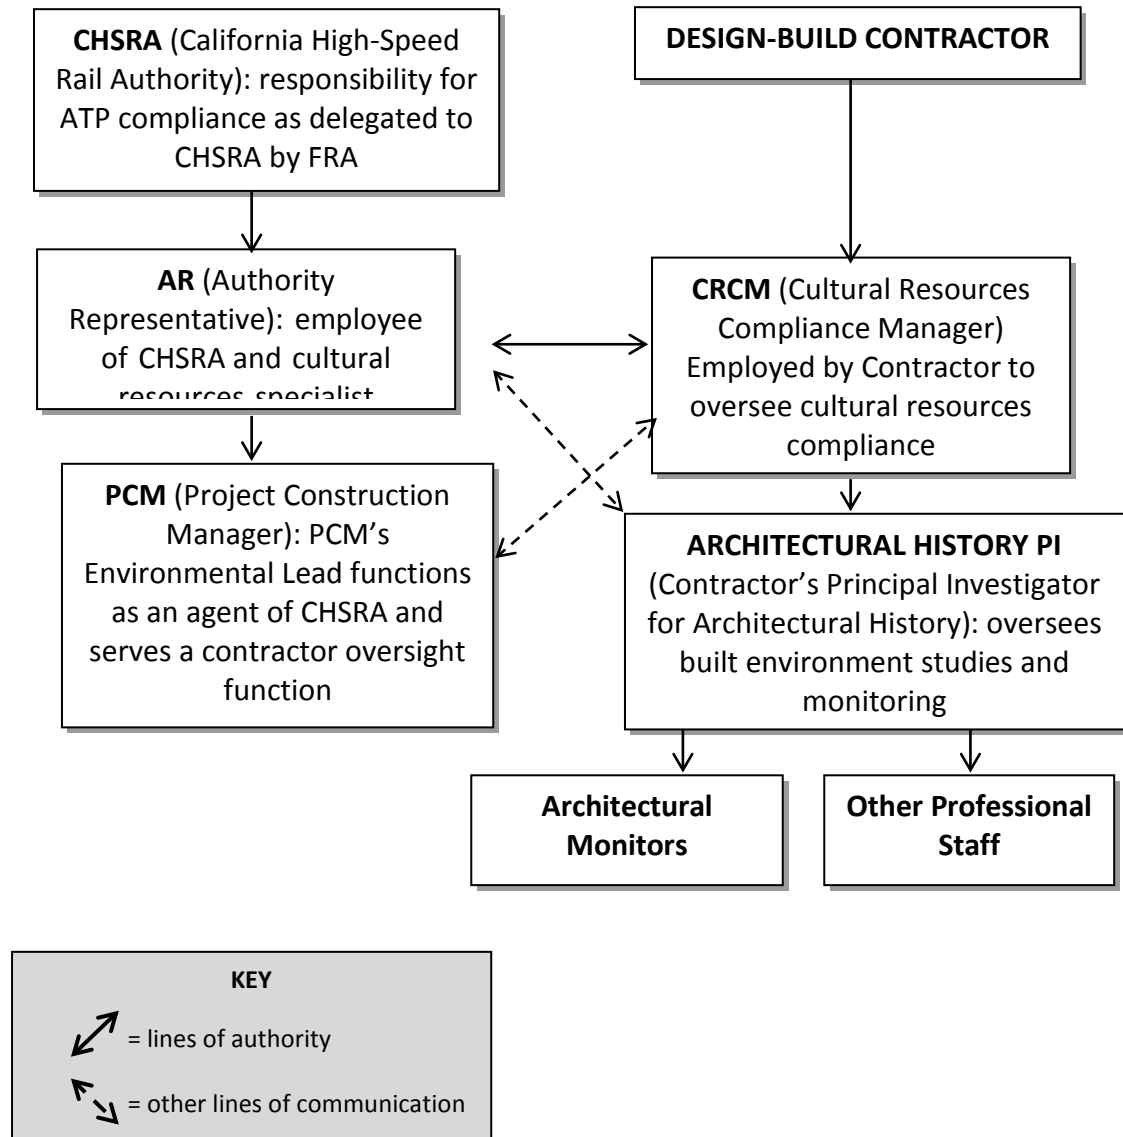 CHSRA (California High-Speed
Rail Authority): responsibility for
ATP compliance as delegated to
CHSRA by FRA
DESIGN-BUILD CONTRACTOR
AR (Authority
Representative): employee
of CHSRA and cultural
resources specialist
CRCM (Cultural Resources
Compliance Manager)
Employed by Contractor to
oversee cultural resources
compliance
PCM (Project Construction
Manager): PCM’s
Environmental Lead functions
as an agent of CHSRA and
serves a contractor oversight
function
ARCHITECTURAL HISTORY PI
(Contractor’s Principal Investigator
for Architectural History): oversees
built environment studies and
monitoring
Architectural
Monitors
Other Professional
Staff
KEY
= lines of authority
= other lines of communication